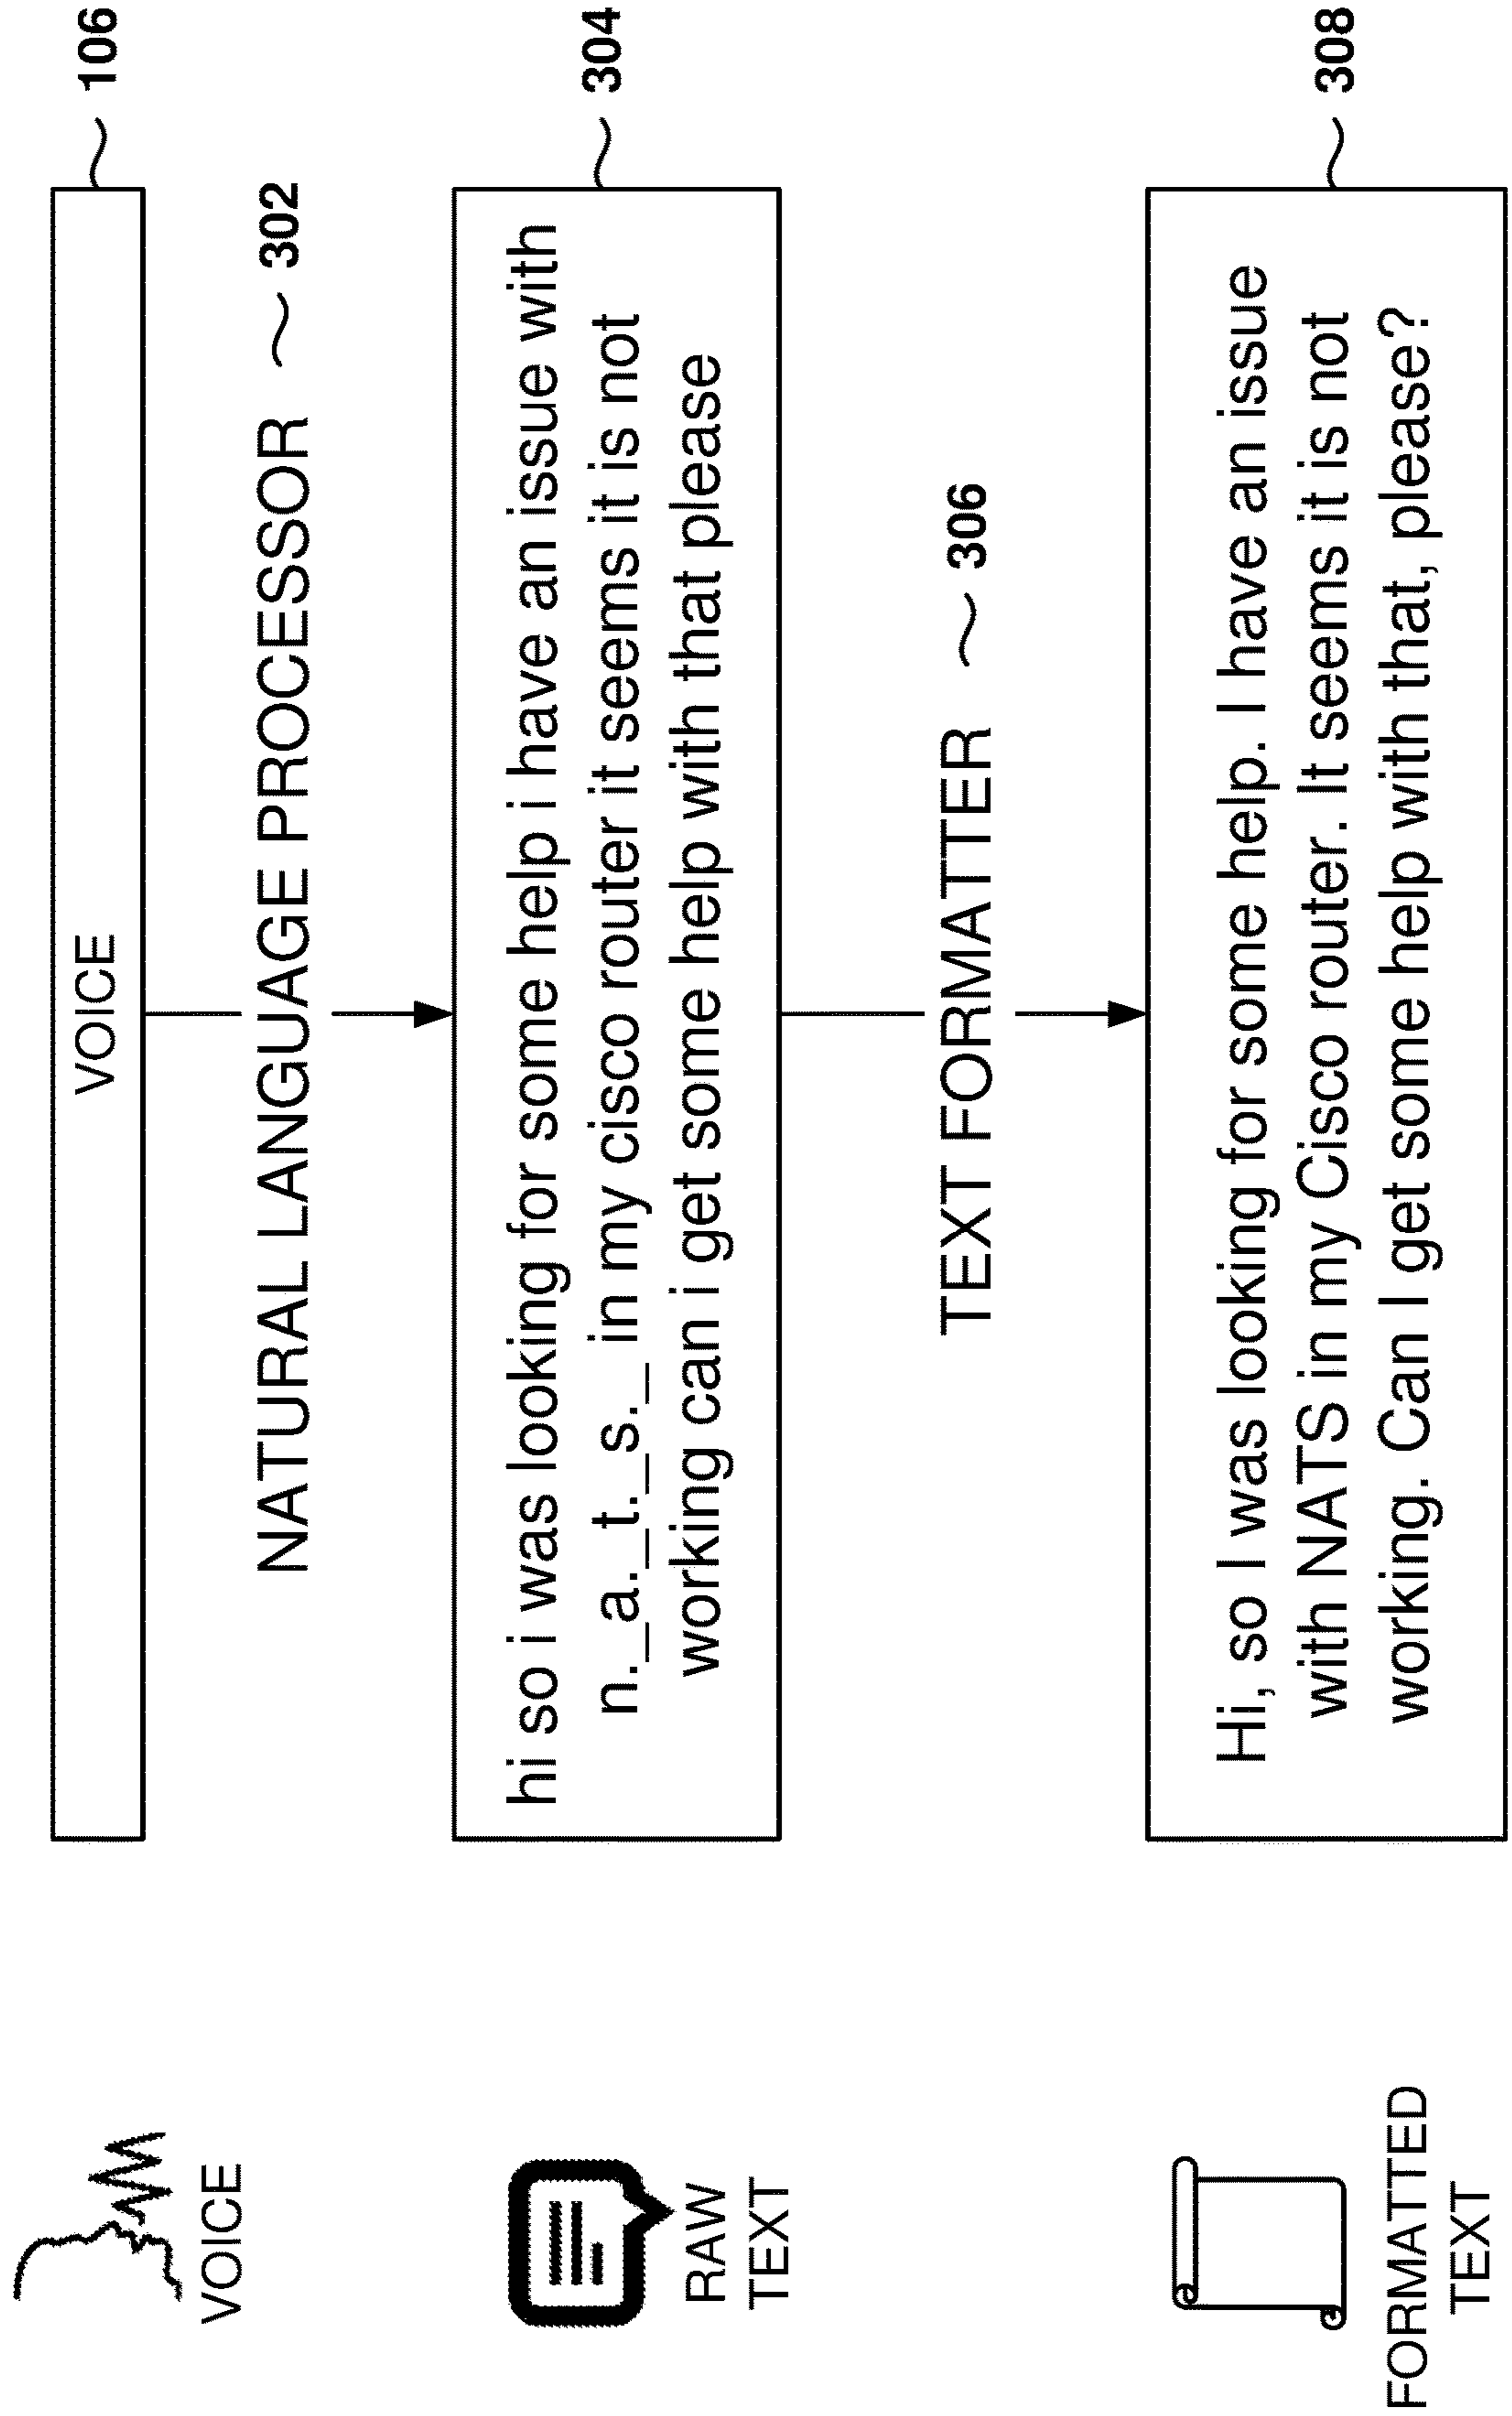 VOICE
VOICE
106
NATURAL LANGUAGE PROCESSOR 302
RAW
TEXT
hi so i was looking for some help i have an issue with
n._a._t._s._in my cisco router it seems it is not
working can i get some help with that please
304
TEXT FORMATTER 306
FORMATTED
TEXT
Hi, so I was looking for some help. I have an issue
with NATS in my Cisco router. It seems it is not
working. Can I get some help with that, please?
308